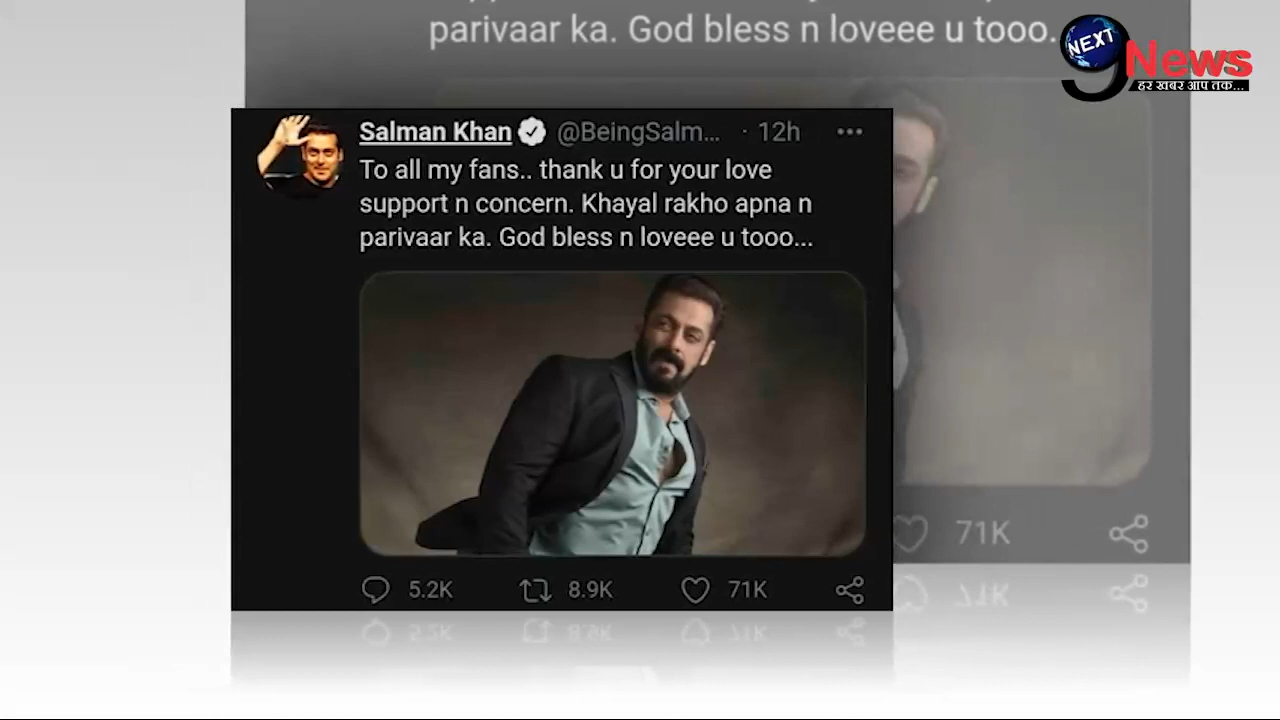 parivaar ka. God bless n loveee u tooo.
NEXT
9News
हर खबर आप तक...
Salman Khan @BeingSalm... · 12h
To all my fans.. thank u for your love
support n concern. Khayal rakho apna n
parivaar ka. God bless n loveee u tooo...
5.2K 8.9K 71K
71K